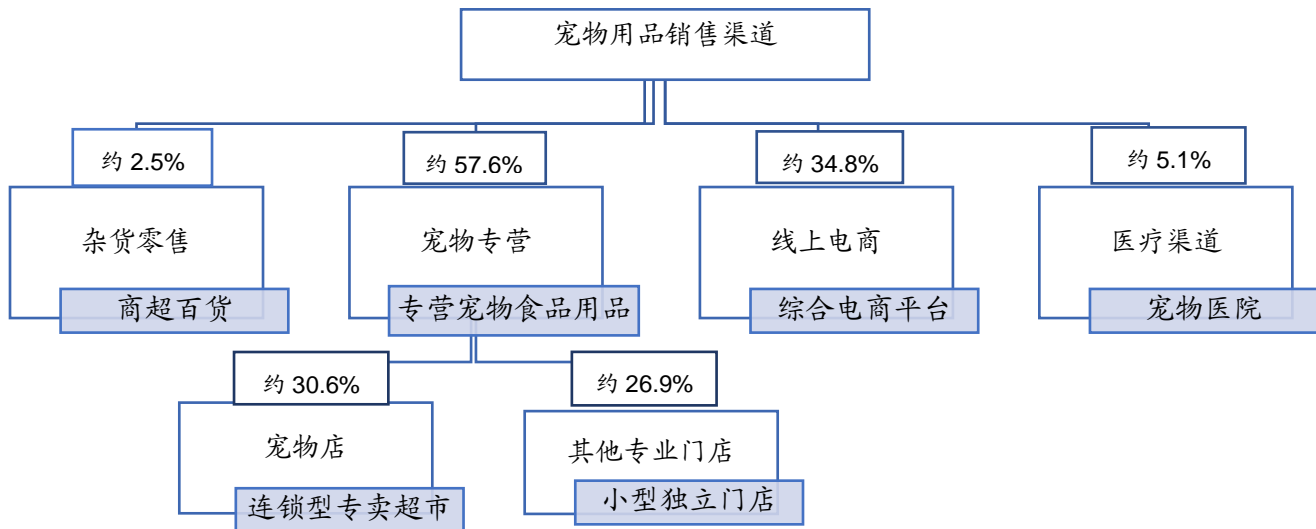 宠物用品销售渠道
约 2.5%
约 57.6%
约 34.8%
约 5.1%
杂货零售
宠物专营
线上电商
医疗渠道
商超百货
专营宠物食品用品
综合电商平台
宠物医院
约 30.6%
约 26.9%
宠物店
其他专业门店
连锁型专卖超市
小型独立门店